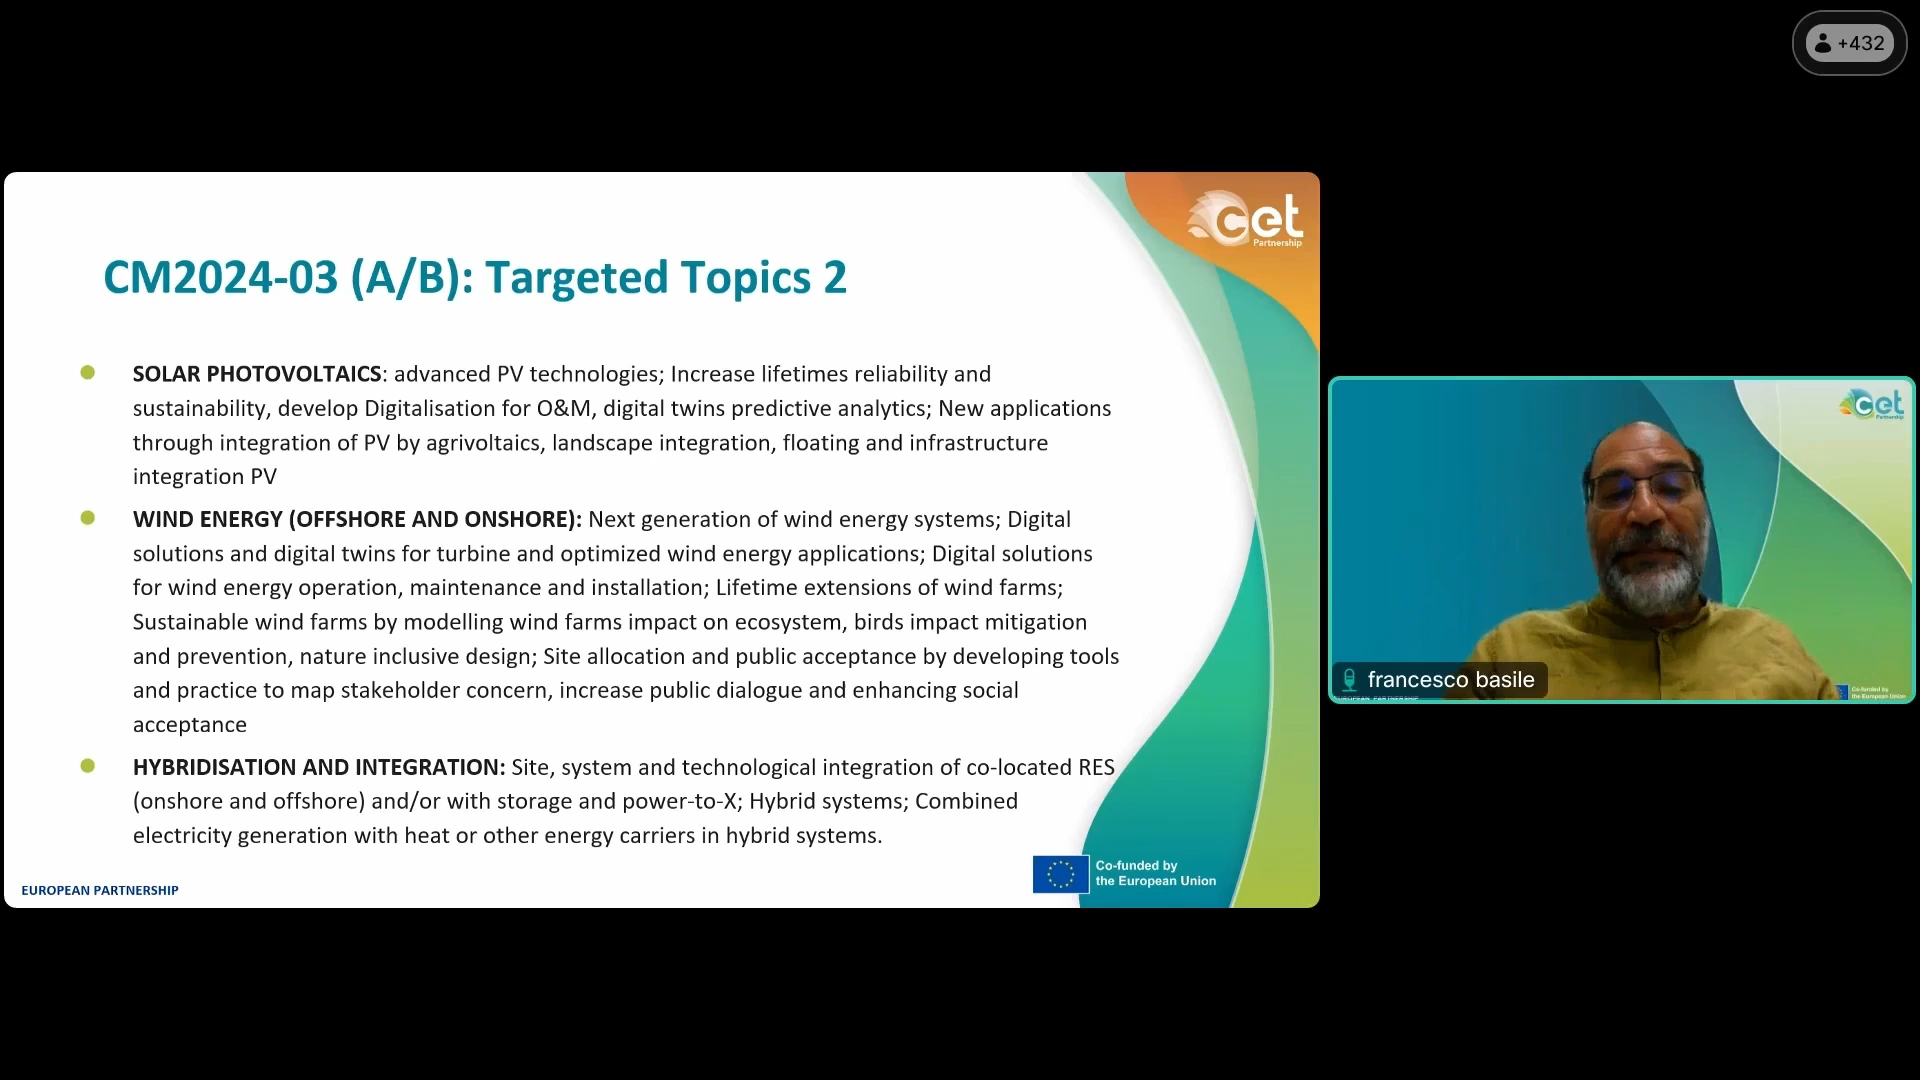 +432
cet
Partnership
CM2024-03 (A/B): Targeted Topics 2
SOLAR PHOTOVOLTAICS: advanced PV technologies; Increase lifetimes reliability and
sustainability, develop Digitalisation for O&M, digital twins predictive analytics; New applications
through integration of PV by agrivoltaics, landscape integration, floating and infrastructure
integration PV
WIND ENERGY (OFFSHORE AND ONSHORE): Next generation of wind energy systems; Digital
solutions and digital twins for turbine and optimized wind energy applications; Digital solutions
for wind energy operation, maintenance and installation; Lifetime extensions of wind farms;
Sustainable wind farms by modelling wind farms impact on ecosystem, birds impact mitigation
and prevention, nature inclusive design; Site allocation and public acceptance by developing tools
and practice to map stakeholder concern, increase public dialogue and enhancing social
acceptance
HYBRIDISATION AND INTEGRATION: Site, system and technological integration of co-located RES
(onshore and offshore) and/or with storage and power-to-X; Hybrid systems; Combined
electricity generation with heat or other energy carriers in hybrid systems.
Co-funded by
the European Union
EUROPEAN PARTNERSHIP
cet
Partnership
francesco basile
Co-funded by
the European Union